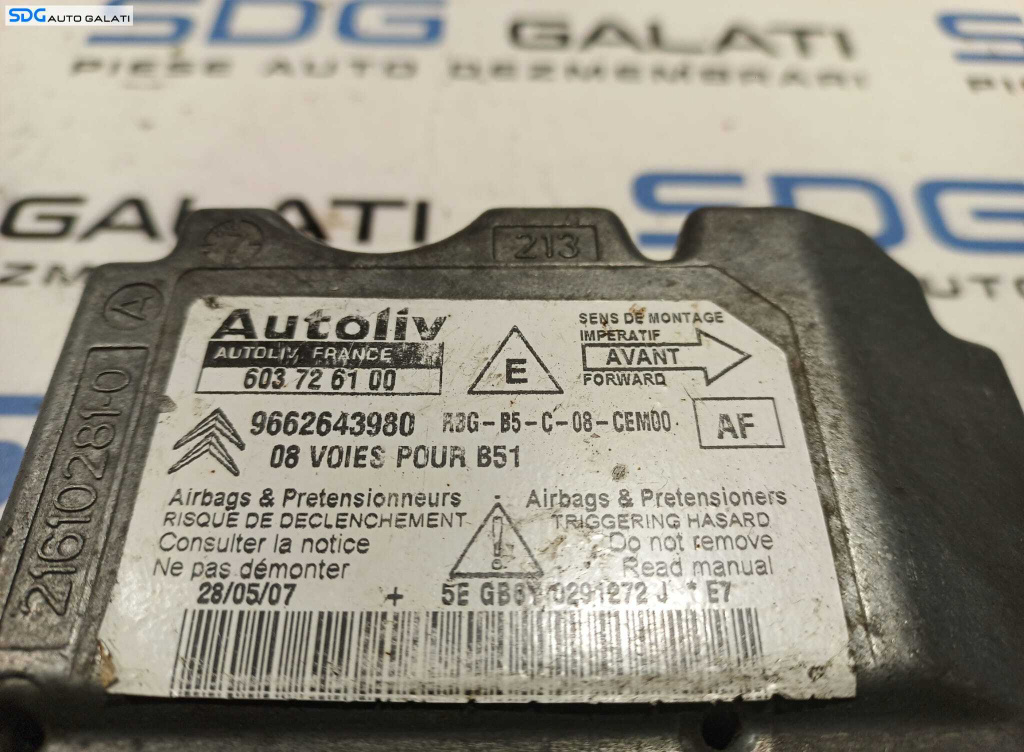 SDG AUTO GALATI
SDG GALATI
PIESE AUTO DEZMEMBRARI
GALATI
SDG
213
A
21610281-0
Autoliv
AUTOLIV FRANCE
603 72 61 00
E
SENS DE MONTAGE
IMPERATIF
AVANT
FORWARD
9662643980 RBG-B5-C-08-CEM00
AF
08 VOIES POUR B51
Airbags & Pretensionneurs
RISQUE DE DECLENCHEMENT
Consulter la notice
Ne pas démonter
!
Airbags & Pretensioners
TRIGGERING HASARD
Do not remove
Read manual
28/05/07 + 5E 0291272 J * E7